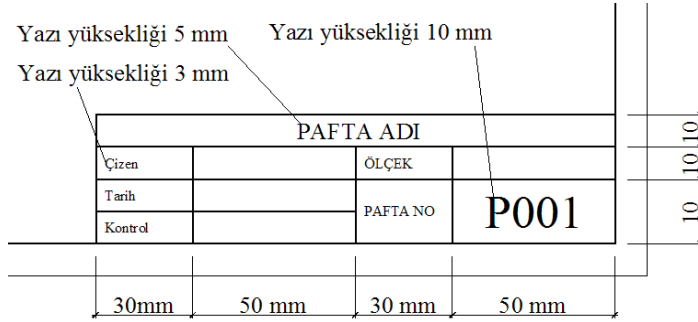 Yazı yüksekliği 5 mm
Yazı yüksekliği 10 mm
Yazı yüksekliği 3 mm
PAFTA ADI
10
Çizen
ÖLÇEK
10
Tarih
PAFTA NO
P001
10
Kontrol
30mm
50 mm
30 mm
50 mm